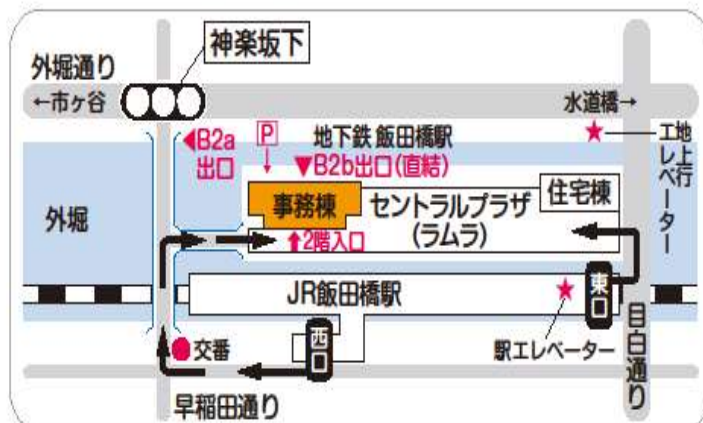 神楽坂下
外堀通り
←市ヶ谷
水道橋→
B2a
出口
P
地下鉄 飯田橋駅
▼B2b出口(直結)
★
地上行
エレベーター
外堀
事務棟
セントラルプラザ
(ラムラ)
住宅棟
⬆2階入口
JR飯田橋駅
★
東口
西口
交番
駅エレベーター
目白通り
早稲田通り